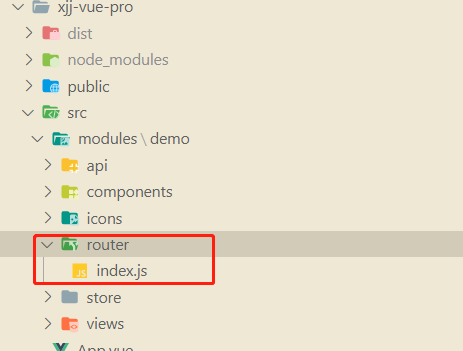 xjj-vue-pro
dist
node_modules
public
src
modules \ demo
api
components
icons
router
JS index.js
store
views
App.vue